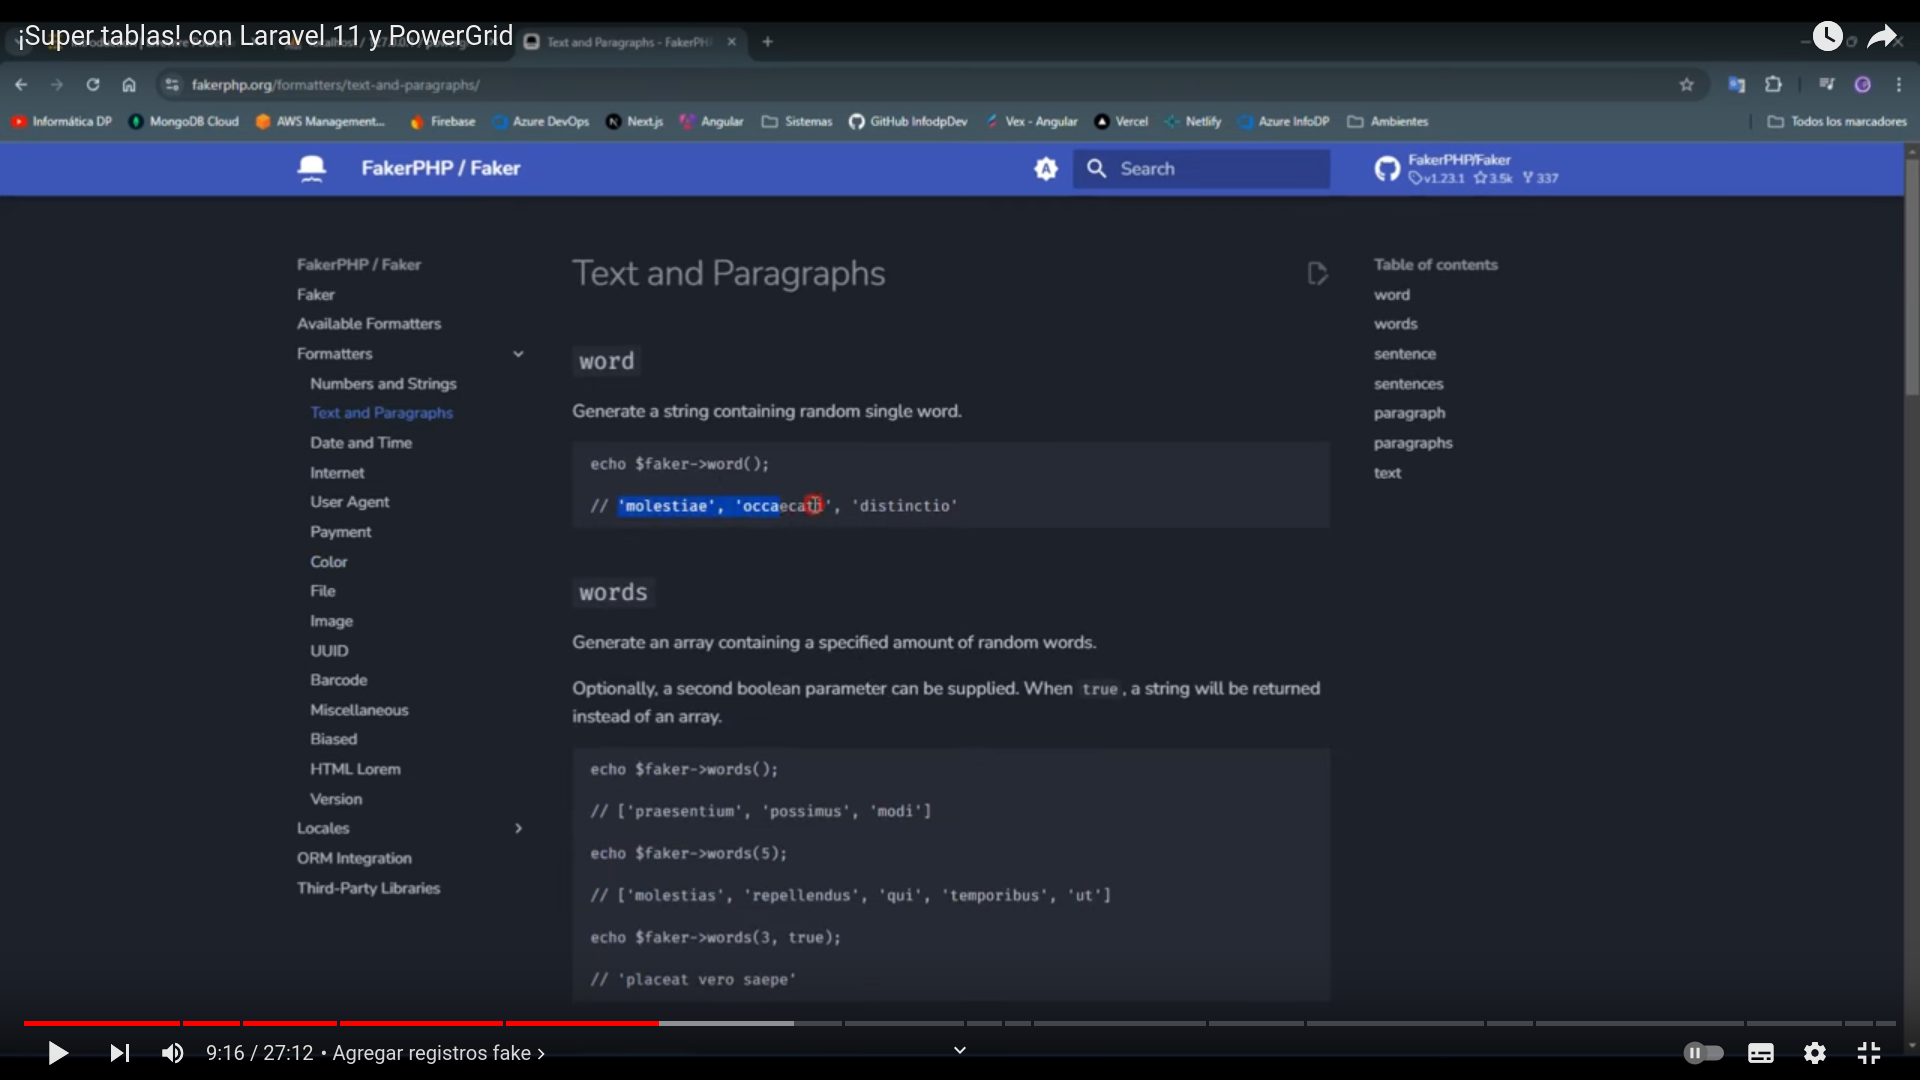 ¡Super tablas! con Laravel 11 y PowerGrid
Text and Paragraphs - FakerPH
fakerphp.org/formatters/text-and-paragraphs/
Informática DP
MongoDB Cloud
AWS Management...
Firebase
Azure DevOps
Next.js
Angular
Sistemas
GitHub InfodpDev
Vex - Angular
Vercel
Netlify
Azure InfoDP
Ambientes
Todos los marcadores
FakerPHP / Faker
Search
FakerPHP/Faker
v1.23.1 3.5k 337
FakerPHP / Faker
Faker
Available Formatters
Formatters
Numbers and Strings
Text and Paragraphs
Date and Time
Internet
User Agent
Payment
Color
File
Image
UUID
Barcode
Miscellaneous
Biased
HTML Lorem
Version
Locales
ORM Integration
Third-Party Libraries
Text and Paragraphs
word
Generate a string containing random single word.
echo $faker->word();
// 'molestiae', 'occaecati', 'distinctio'
words
Generate an array containing a specified amount of random words.
Optionally, a second boolean parameter can be supplied. When true, a string will be returned
instead of an array.
echo $faker->words();
// ['praesentium', 'possimus', 'modi']
echo $faker->words(5);
// ['molestias', 'repellendus', 'qui', 'temporibus', 'ut']
echo $faker->words(3, true);
// 'placeat vero saepe'
Table of contents
word
words
sentence
sentences
paragraph
paragraphs
text
9:16 / 27:12 • Agregar registros fake